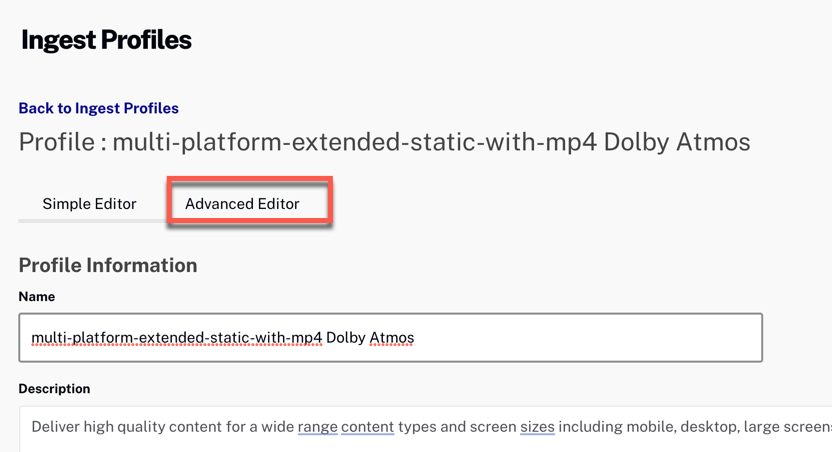 Ingest Profiles
Back to Ingest Profiles
Profile : multi-platform-extended-static-with-mp4 Dolby Atmos
Simple Editor
Advanced Editor
Profile Information
Name
multi-platform-extended-static-with-mp4 Dolby Atmos
Description
Deliver high quality content for a wide range content types and screen sizes including mobile, desktop, large screens